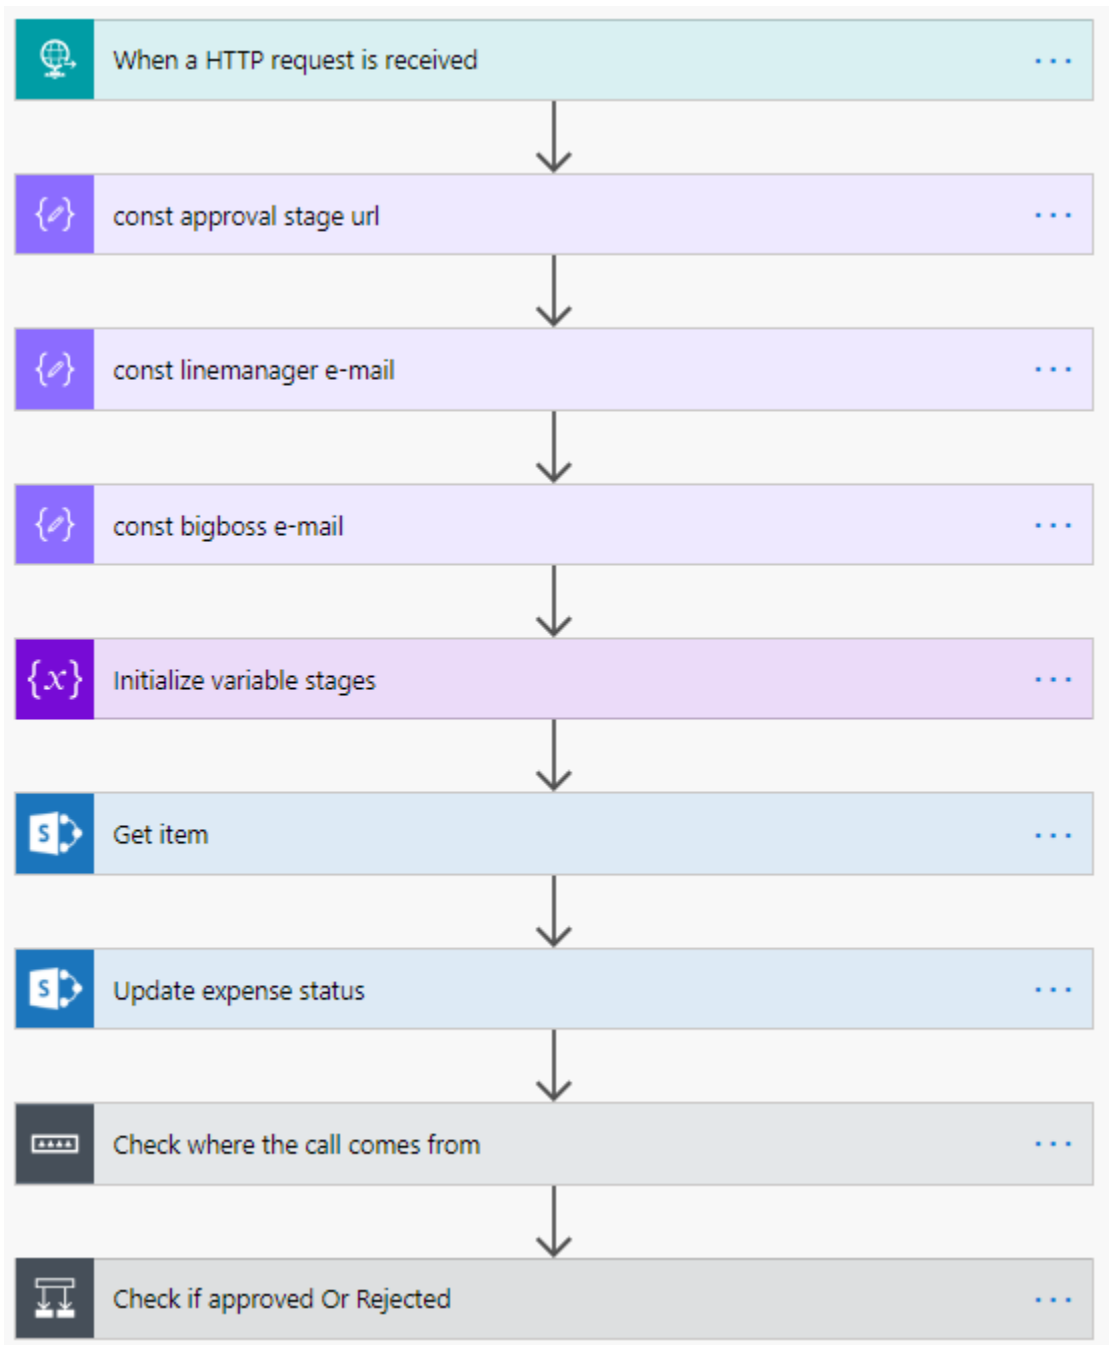 When a HTTP request is received
const approval stage url
const linemanager e-mail
const bigboss e-mail
{x} Initialize variable stages
S Get item
S Update expense status
Check where the call comes from
Check if approved Or Rejected